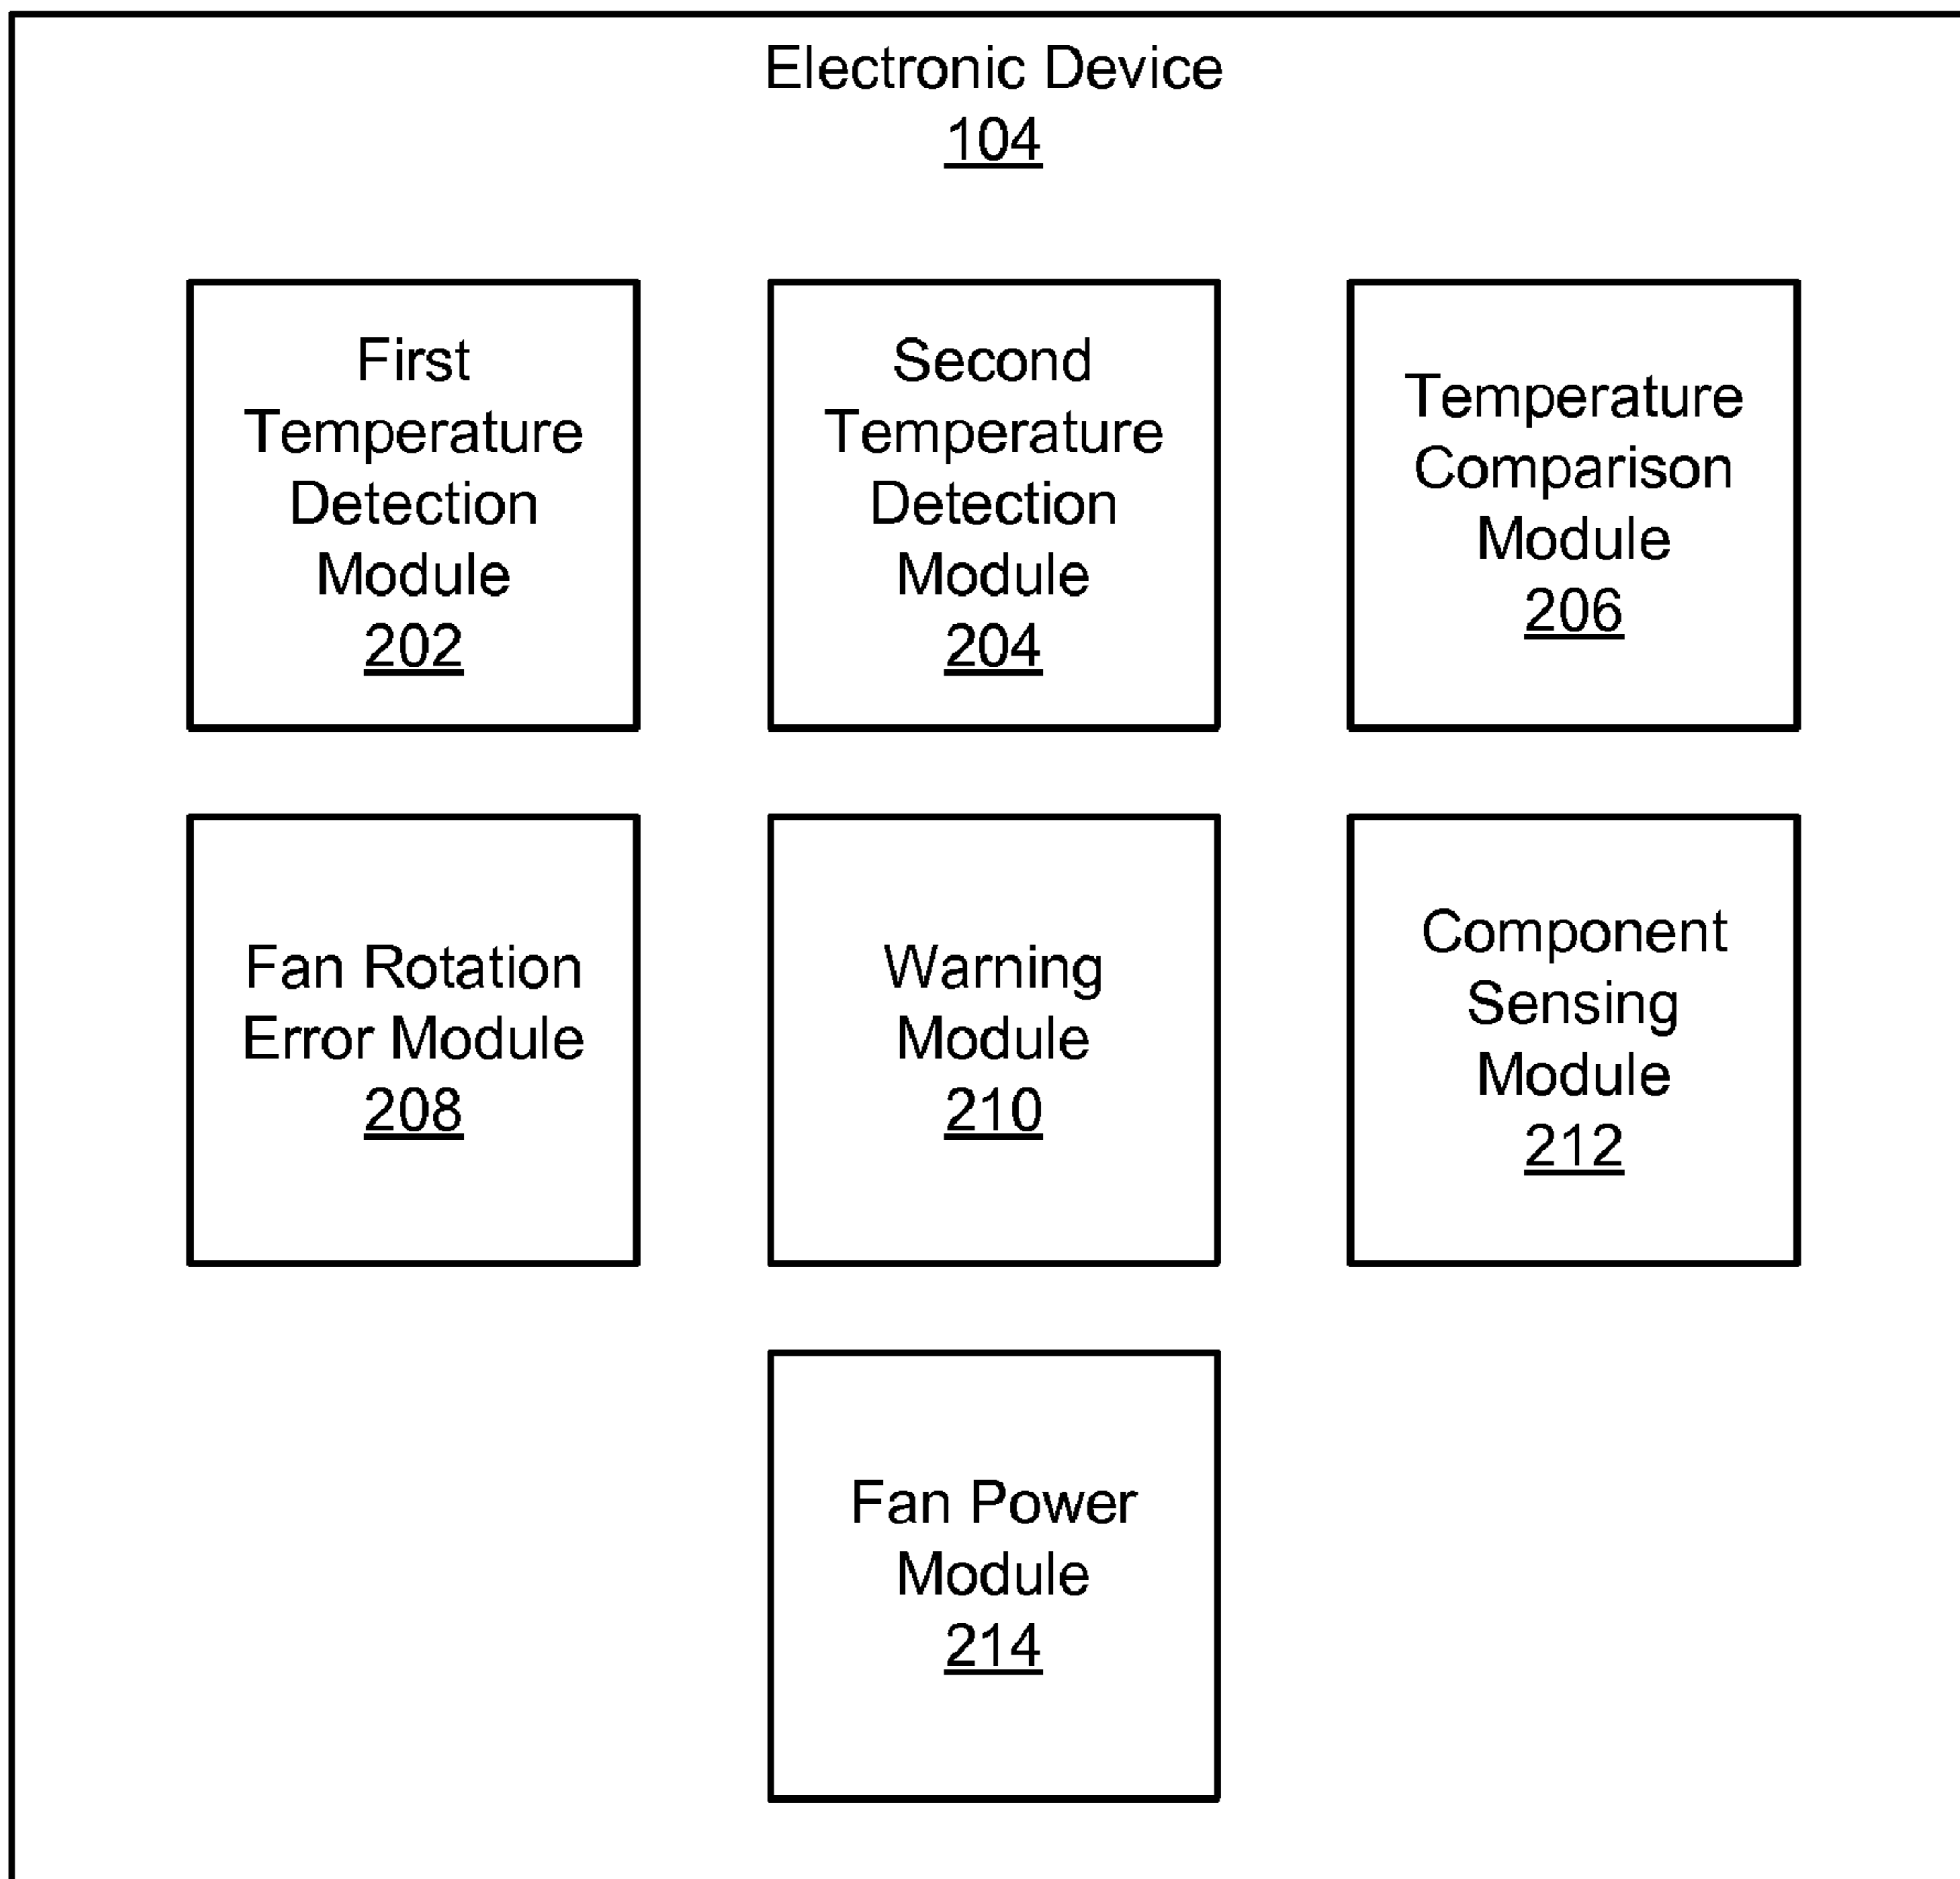 Electronic Device
104
First
Temperature
Detection
Module
202
Second
Temperature
Detection
Module
204
Temperature
Comparison
Module
206
Fan Rotation
Error Module
208
Warning
Module
210
Component
Sensing
Module
212
Fan Power
Module
214